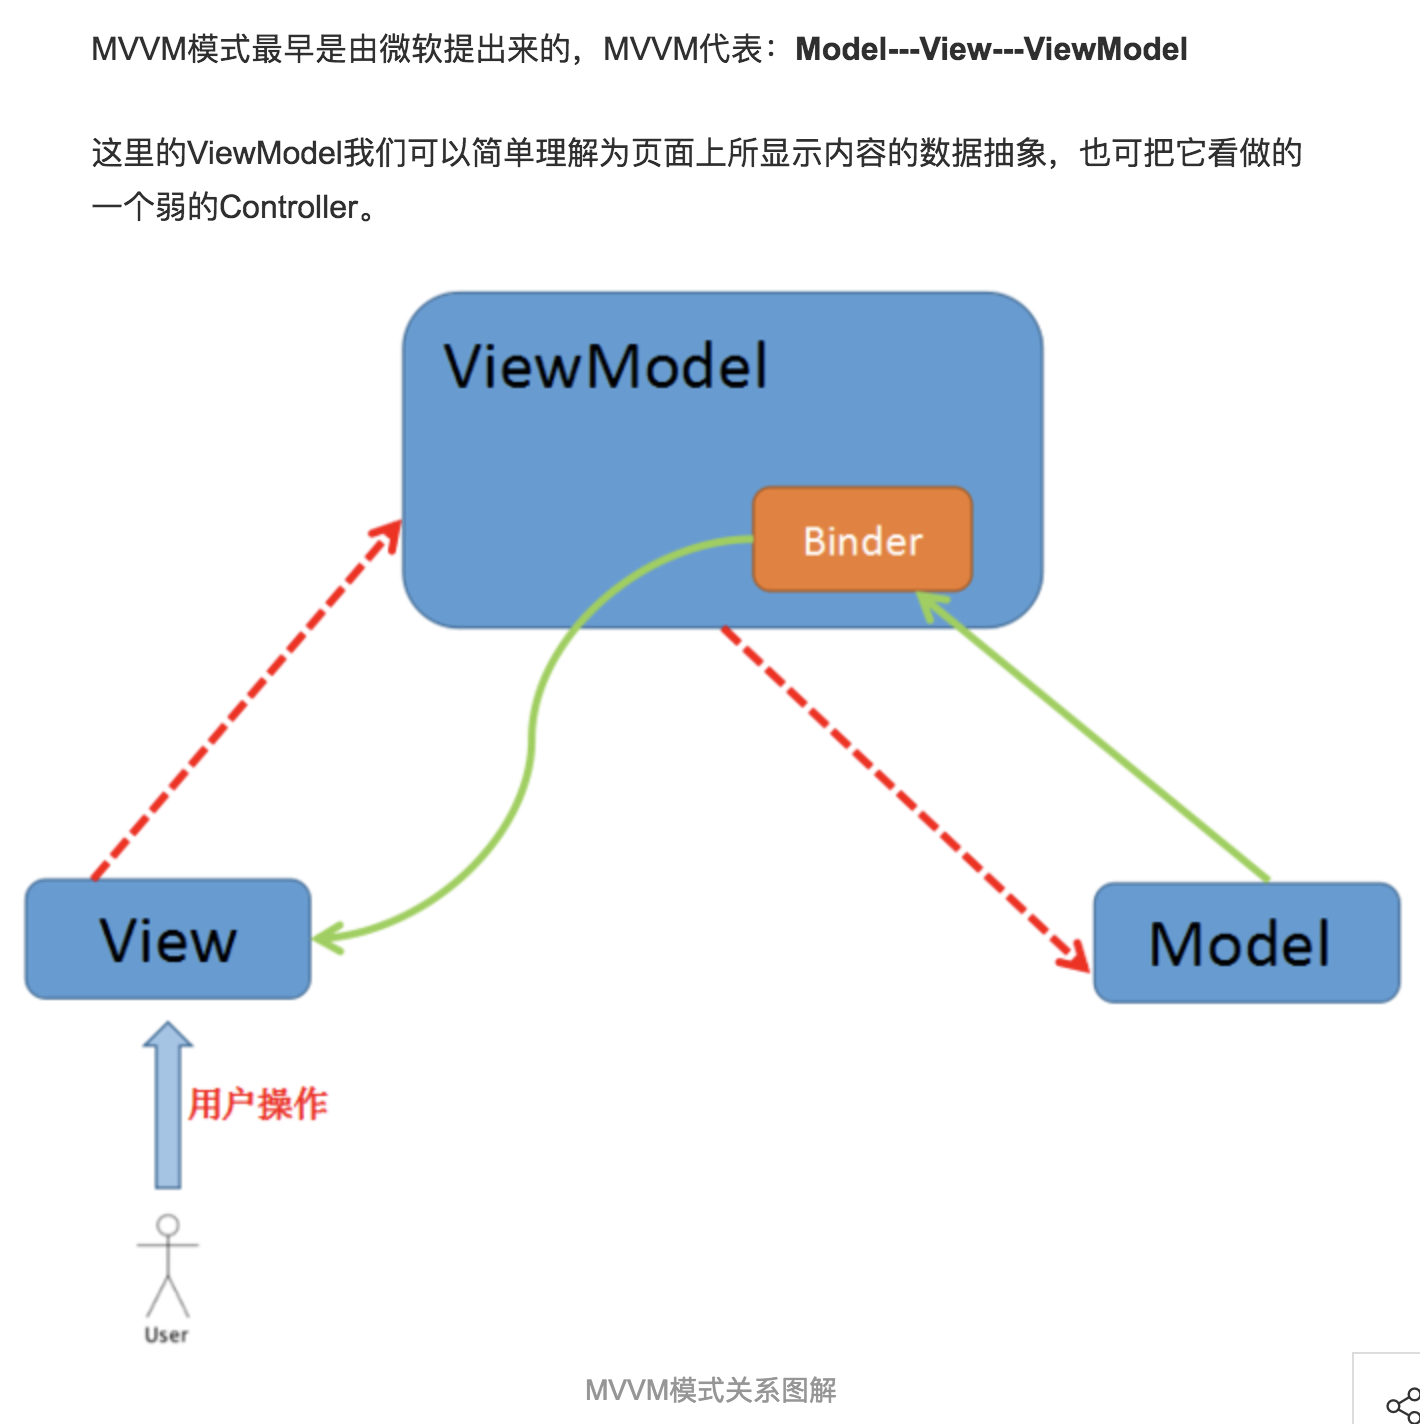 MVVM模式最早是由微软提出来的，MVVM代表：Model---View---ViewModel
这里的ViewModel我们可以简单理解为页面上所显示内容的数据抽象，也可把它看做的
一个弱的Controller。
ViewModel
Binder
View
Model
用户操作
User
MVVM模式关系图解